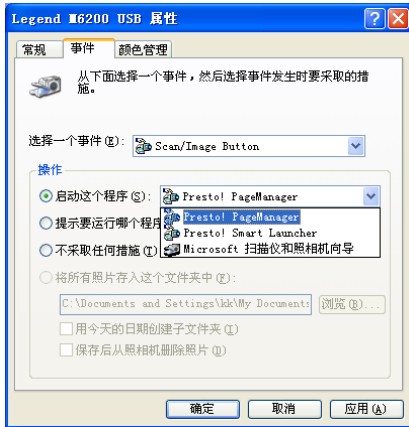 Legend M6200 USB 属性
常规 事件 颜色管理
从下面选择一个事件，然后选择事件发生时要采取的措
施。
选择一个事件(E): Scan/Image Button
操作
启动这个程序(S): Presto! PageManager
提示要运行哪个程序 Presto! PageManager
Presto! Smart Launcher
不采取任何措施(T) Microsoft 扫描仪和照相机向导
将所有照片存入这个文件夹中(F):
C:\Documents and Settings\kk\My Documents 浏览(B)...
用今天的日期创建子文件夹(I)
保存后从照相机删除照片(D)
确定 取消 应用(A)